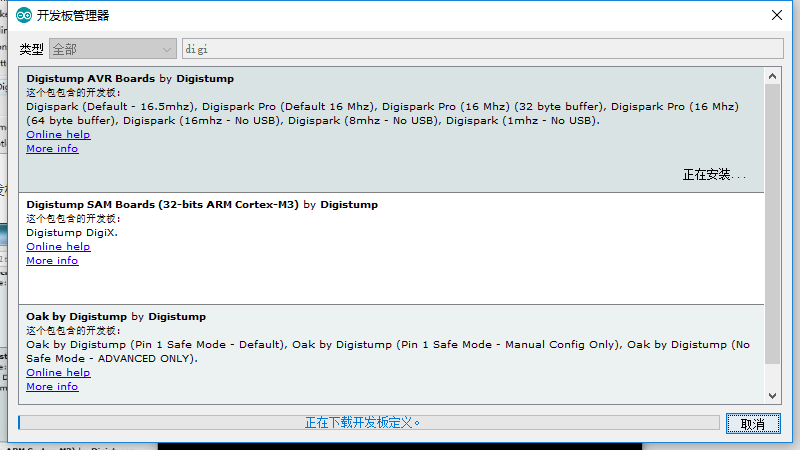 开发板管理器
类型 全部 digi
Digistump AVR Boards by Digistump
这个包包含的开发板：
Digispark (Default - 16.5mhz), Digispark Pro (Default 16 Mhz), Digispark Pro (16 Mhz) (32 byte buffer), Digispark Pro (16 Mhz)
(64 byte buffer), Digispark (16mhz - No USB), Digispark (8mhz - No USB), Digispark (1mhz - No USB).
Online help
More info
正在安装...
Digistump SAM Boards (32-bits ARM Cortex-M3) by Digistump
这个包包含的开发板：
Digistump DigiX.
Online help
More info
Oak by Digistump by Digistump
这个包包含的开发板：
Oak by Digistump (Pin 1 Safe Mode - Default), Oak by Digistump (Pin 1 Safe Mode - Manual Config Only), Oak by Digistump (No
Safe Mode - ADVANCED ONLY).
Online help
More info
正在下载开发板定义。
取消